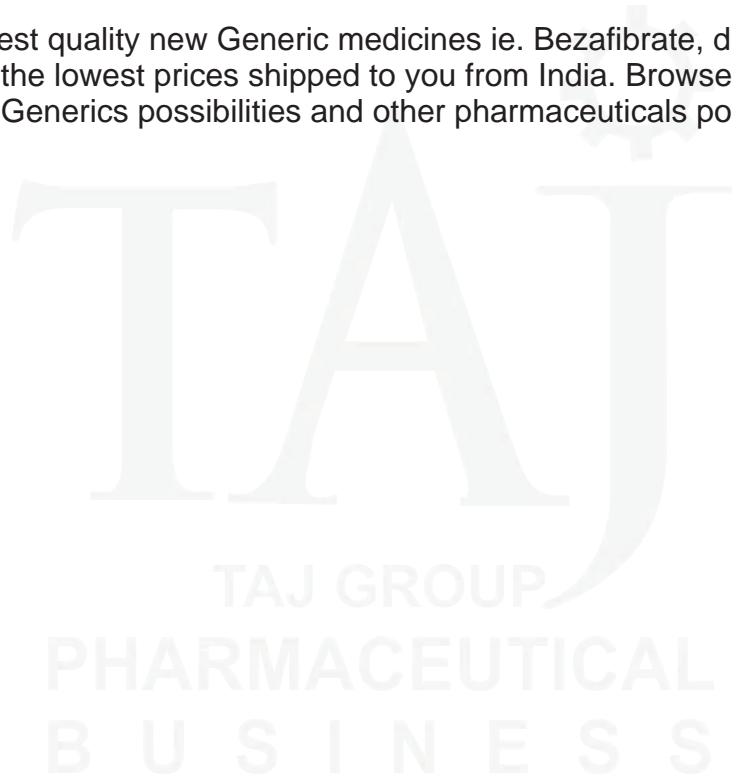 est quality new Generic medicines ie. Bezafibrate, d
the lowest prices shipped to you from India. Browse
Generics possibilities and other pharmaceuticals po
TAJ
TAJ GROUP
PHARMACEUTICAL
BUSINESS